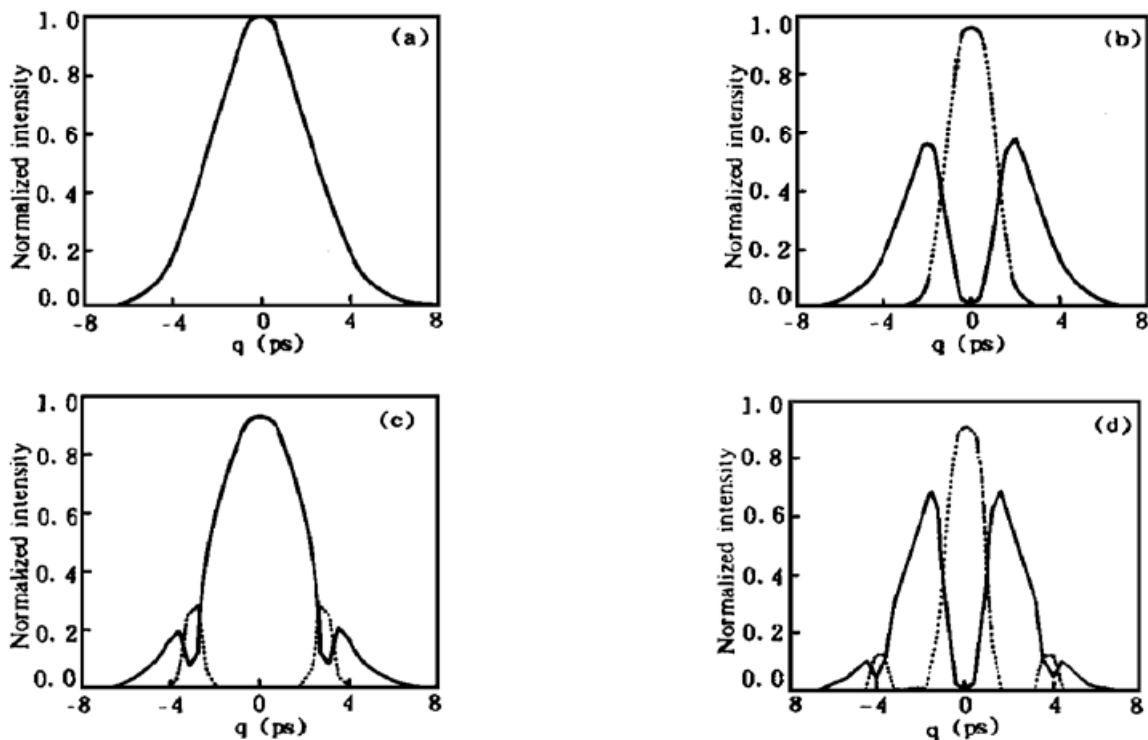 1. 0
0. 8
0. 6
0. 4
0. 2
0. 0
Normalized intensity
(a)
-8 -4 0 4 8
q (ps)
1. 0
0. 8
0. 6
0. 4
0. 2
0. 0
Normalized intensity
(b)
-8 -4 0 4 8
q (ps)
1. 0
0. 8
0. 6
0. 4
0. 2
0. 0
Normalized intensity
(c)
-8 -4 0 4 8
q (ps)
1. 0
0. 8
0. 6
0. 4
0. 2
0. 0
Normalized intensity
(d)
8 -4 0 4 8
q (ps)